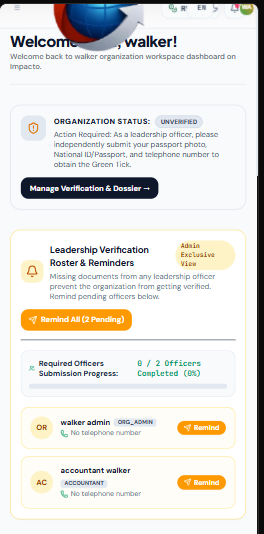 EN
WA
Welcome, walker!
Welcome back to walker organization workspace dashboard on
Impacto.
ORGANIZATION STATUS: UNVERIFIED
Action Required: As a leadership officer, please
independently submit your passport photo,
National ID/Passport, and telephone number to
obtain the Green Tick.
Manage Verification & Dossier →
Leadership Verification
Roster & Reminders
Admin
Exclusive
View
Missing documents from any leadership officer
prevent the organization from getting verified.
Remind pending officers below.
Remind All (2 Pending)
Required Officers
Submission Progress:
0 / 2 Officers
Completed (0%)
OR
walker admin ORG_ADMIN
No telephone number
Remind
AC
accountant walker
ACCOUNTANT
No telephone number
Remind